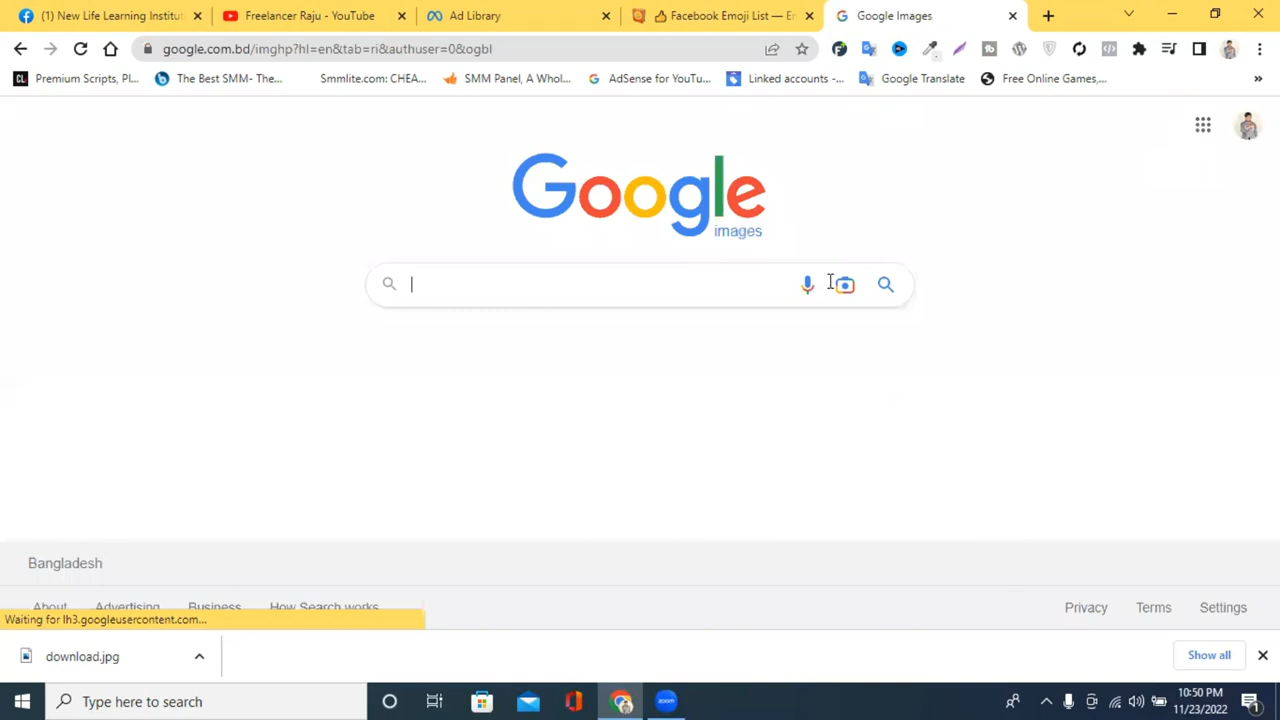 (1) New Life Learning Institut
Freelancer Raju - YouTube
Ad Library
Facebook Emoji List — E
Google Images
google.com.bd/imghp?hl=en&tab=ri&authuser=0&ogbl
Premium Scripts, Pl...
The Best SMM- The...
Smmlite.com: CHEA...
SMM Panel, A Whol...
AdSense for YouTu...
Linked accounts -...
Google Translate
Free Online Games,...
Google
images
Bangladesh
About
Advertising
Business
How Search works
Privacy
Terms
Settings
Waiting for lh3.googleusercontent.com...
download.jpg
Show all
Type here to search
zoom
10:50 PM
11/23/2022
1